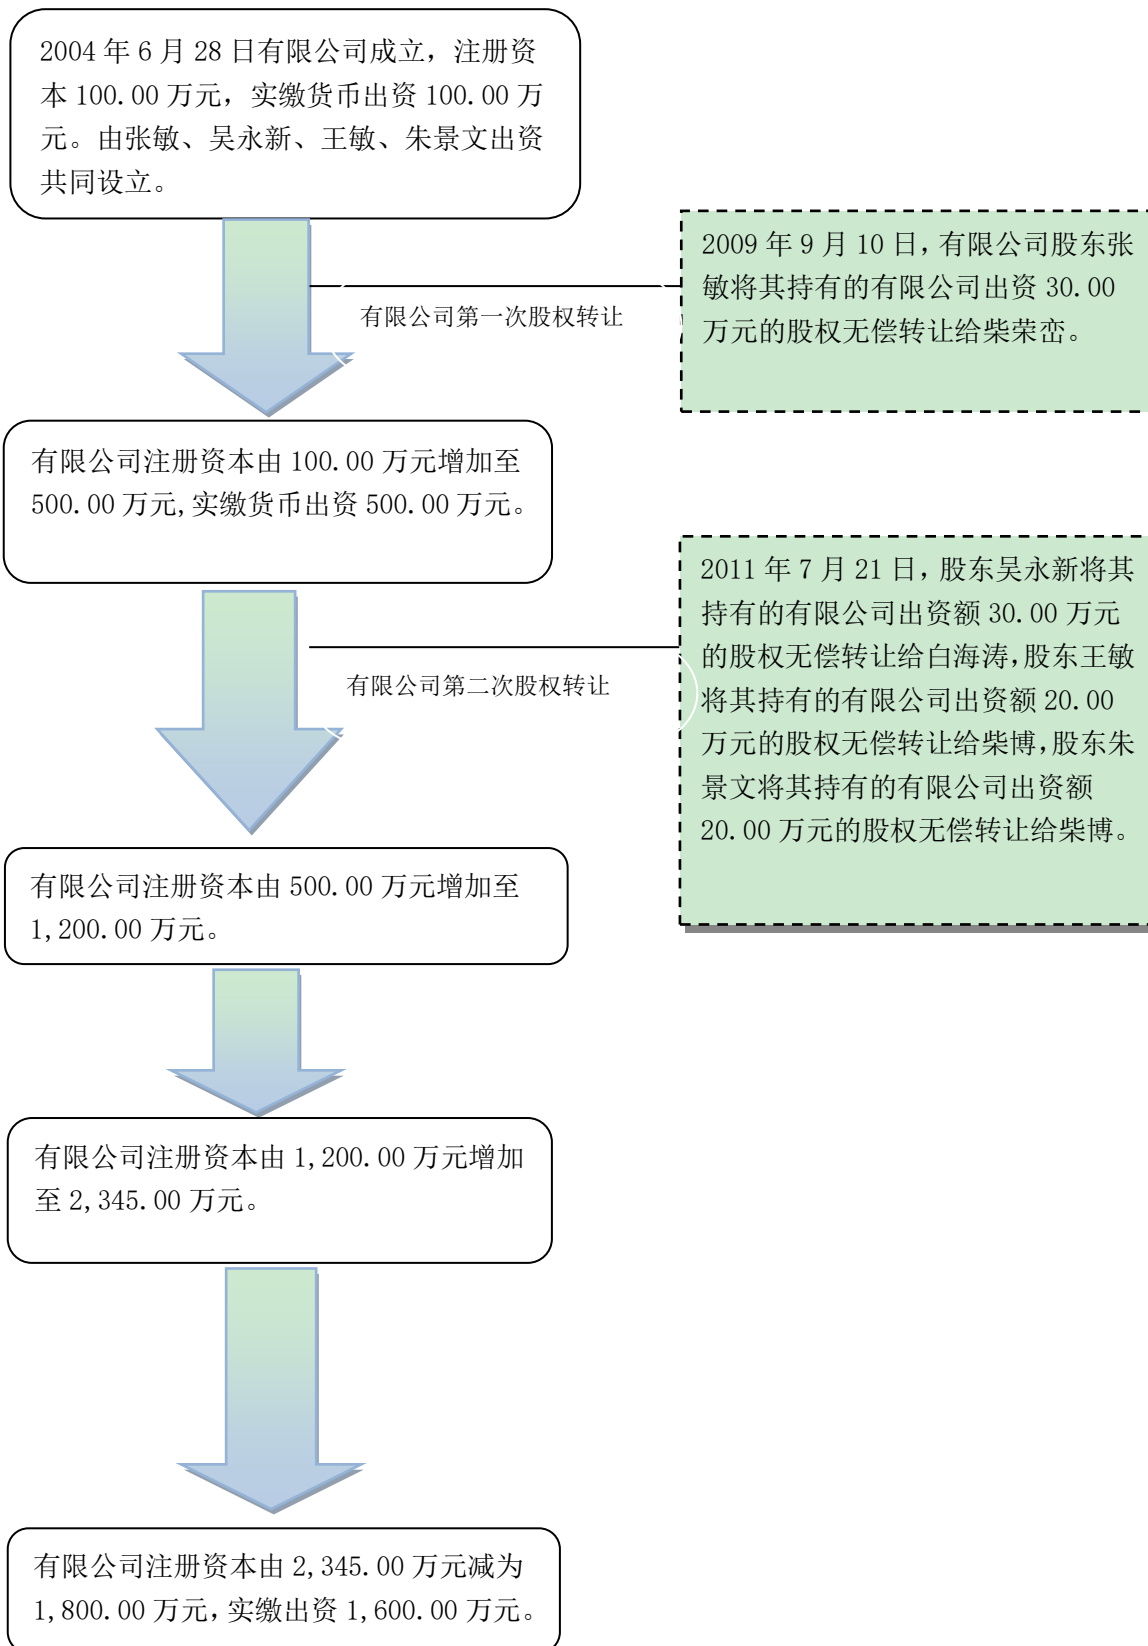 2004 年 6 月 28 日有限公司成立，注册资
本 100.00 万元，实缴货币出资 100.00 万
元。由张敏、吴永新、王敏、朱景文出资
共同设立。
有限公司第一次股权转让
2009 年 9 月 10 日，有限公司股东张
敏将其持有的有限公司出资 30.00
万元的股权无偿转让给柴荣峦。
有限公司注册资本由 100.00 万元增加至
500.00 万元,实缴货币出资 500.00 万元。
有限公司第二次股权转让
2011 年 7 月 21 日，股东吴永新将其
持有的有限公司出资额 30.00 万元
的股权无偿转让给白海涛，股东王敏
将其持有的有限公司出资额 20.00
万元的股权无偿转让给柴博，股东朱
景文将其持有的有限公司出资额
20.00 万元的股权无偿转让给柴博。
有限公司注册资本由 500.00 万元增加至
1,200.00 万元。
有限公司注册资本由 1,200.00 万元增加
至 2,345.00 万元。
有限公司注册资本由 2,345.00 万元减为
1,800.00 万元，实缴出资 1,600.00 万元。